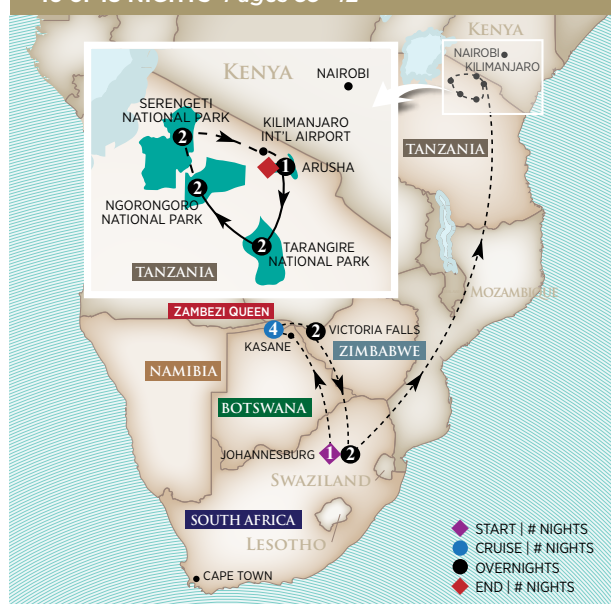 KENYA
NAIROBI
KILIMANJARO
KENYA
NAIROBI
SERENGETI
NATIONAL PARK
2
KILIMANJARO
INT'L AIRPORT
1
ARUSHA
2
NGORONGORO
NATIONAL PARK
2
TARANGIRE
NATIONAL PARK
TANZANIA
TANZANIA
MOZAMBIQUE
ZAMBEZI QUEEN
4
KASANE
2
VICTORIA FALLS
ZIMBABWE
NAMIBIA
BOTSWANA
JOHANNESBURG
1
2
SWAZILAND
SOUTH AFRICA
LESOTHO
CAPE TOWN
START | # NIGHTS
CRUISE | # NIGHTS
OVERNIGHTS
END | # NIGHTS